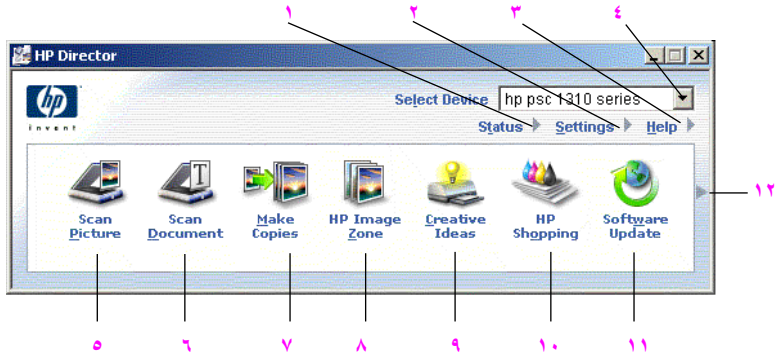 ١ ٢ ٣ ٤
HP Director
hp
invent
Select Device hp psc 1310 series
Status Settings Help
Scan Picture
Scan Document
Make Copies
HP Image Zone
Creative Ideas
HP Shopping
Software Update
١٢
٥ ٦ ٧ ٨ ٩ ١٠ ١١